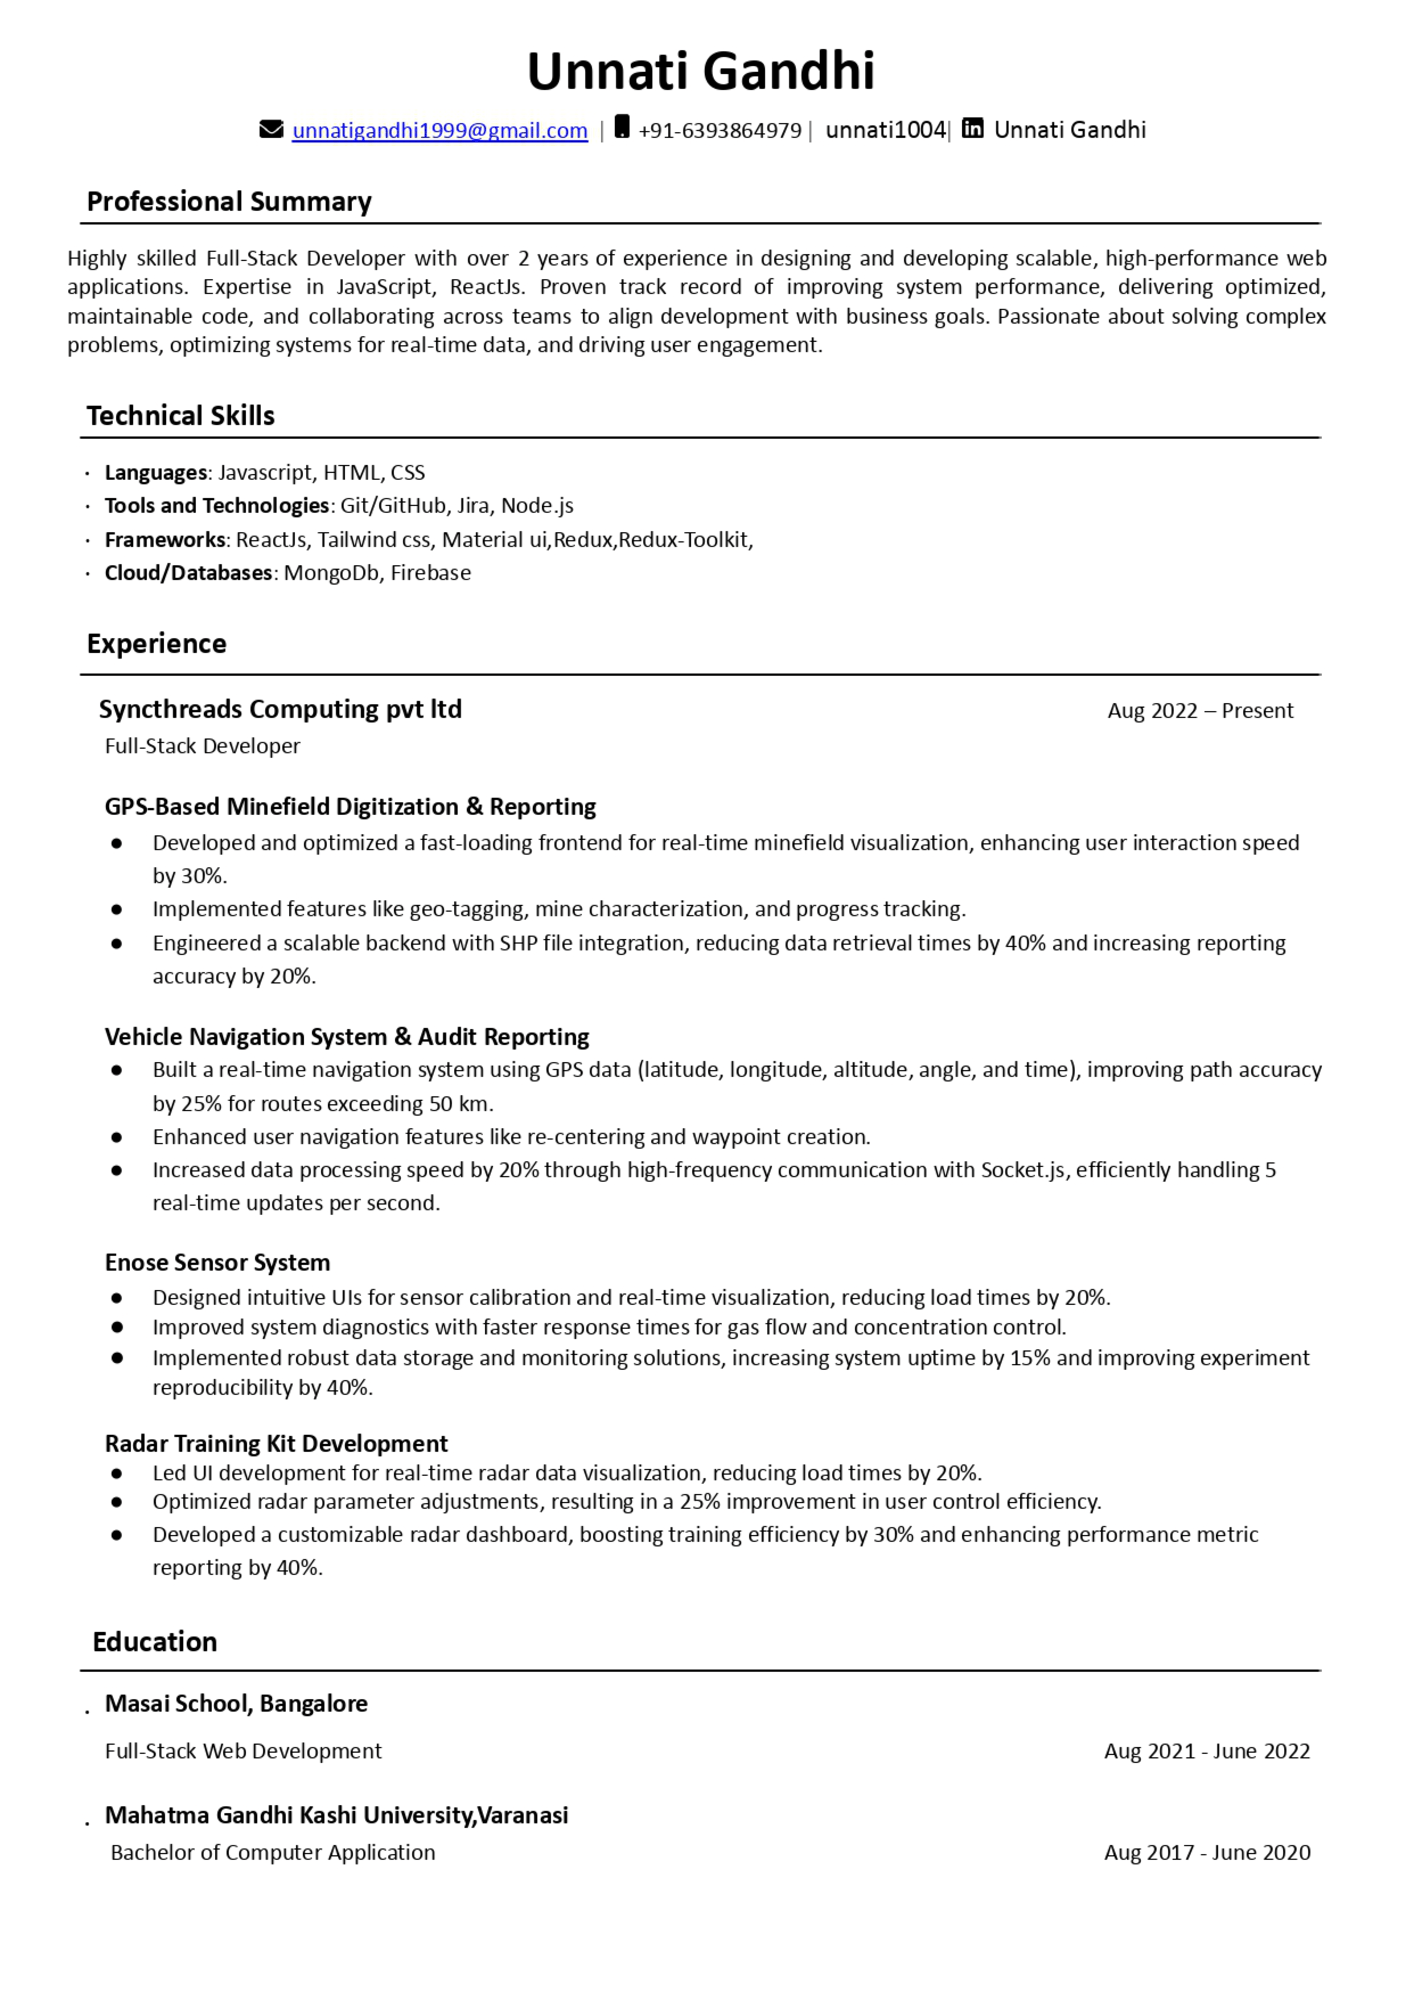 Unnati Gandhi
unnatigandhi1999@gmail.com | +91-6393864979 | unnati1004| Unnati Gandhi
Professional Summary
Highly skilled Full-Stack Developer with over 2 years of experience in designing and developing scalable, high-performance web
applications. Expertise in JavaScript, ReactJs. Proven track record of improving system performance, delivering optimized,
maintainable code, and collaborating across teams to align development with business goals. Passionate about solving complex
problems, optimizing systems for real-time data, and driving user engagement.
Technical Skills
· Languages: Javascript, HTML, CSS
· Tools and Technologies: Git/GitHub, Jira, Node.js
· Frameworks: ReactJs, Tailwind css, Material ui,Redux,Redux-Toolkit,
· Cloud/Databases: MongoDb, Firebase
Experience
Syncthreads Computing pvt ltd Aug 2022 – Present
Full-Stack Developer
GPS-Based Minefield Digitization & Reporting
● Developed and optimized a fast-loading frontend for real-time minefield visualization, enhancing user interaction speed
by 30%.
● Implemented features like geo-tagging, mine characterization, and progress tracking.
● Engineered a scalable backend with SHP file integration, reducing data retrieval times by 40% and increasing reporting
accuracy by 20%.
Vehicle Navigation System & Audit Reporting
● Built a real-time navigation system using GPS data (latitude, longitude, altitude, angle, and time), improving path accuracy
by 25% for routes exceeding 50 km.
● Enhanced user navigation features like re-centering and waypoint creation.
● Increased data processing speed by 20% through high-frequency communication with Socket.js, efficiently handling 5
real-time updates per second.
Enose Sensor System
● Designed intuitive UIs for sensor calibration and real-time visualization, reducing load times by 20%.
● Improved system diagnostics with faster response times for gas flow and concentration control.
● Implemented robust data storage and monitoring solutions, increasing system uptime by 15% and improving experiment
reproducibility by 40%.
Radar Training Kit Development
● Led UI development for real-time radar data visualization, reducing load times by 20%.
● Optimized radar parameter adjustments, resulting in a 25% improvement in user control efficiency.
● Developed a customizable radar dashboard, boosting training efficiency by 30% and enhancing performance metric
reporting by 40%.
Education
. Masai School, Bangalore
Full-Stack Web Development Aug 2021 - June 2022
. Mahatma Gandhi Kashi University,Varanasi
Bachelor of Computer Application Aug 2017 - June 2020